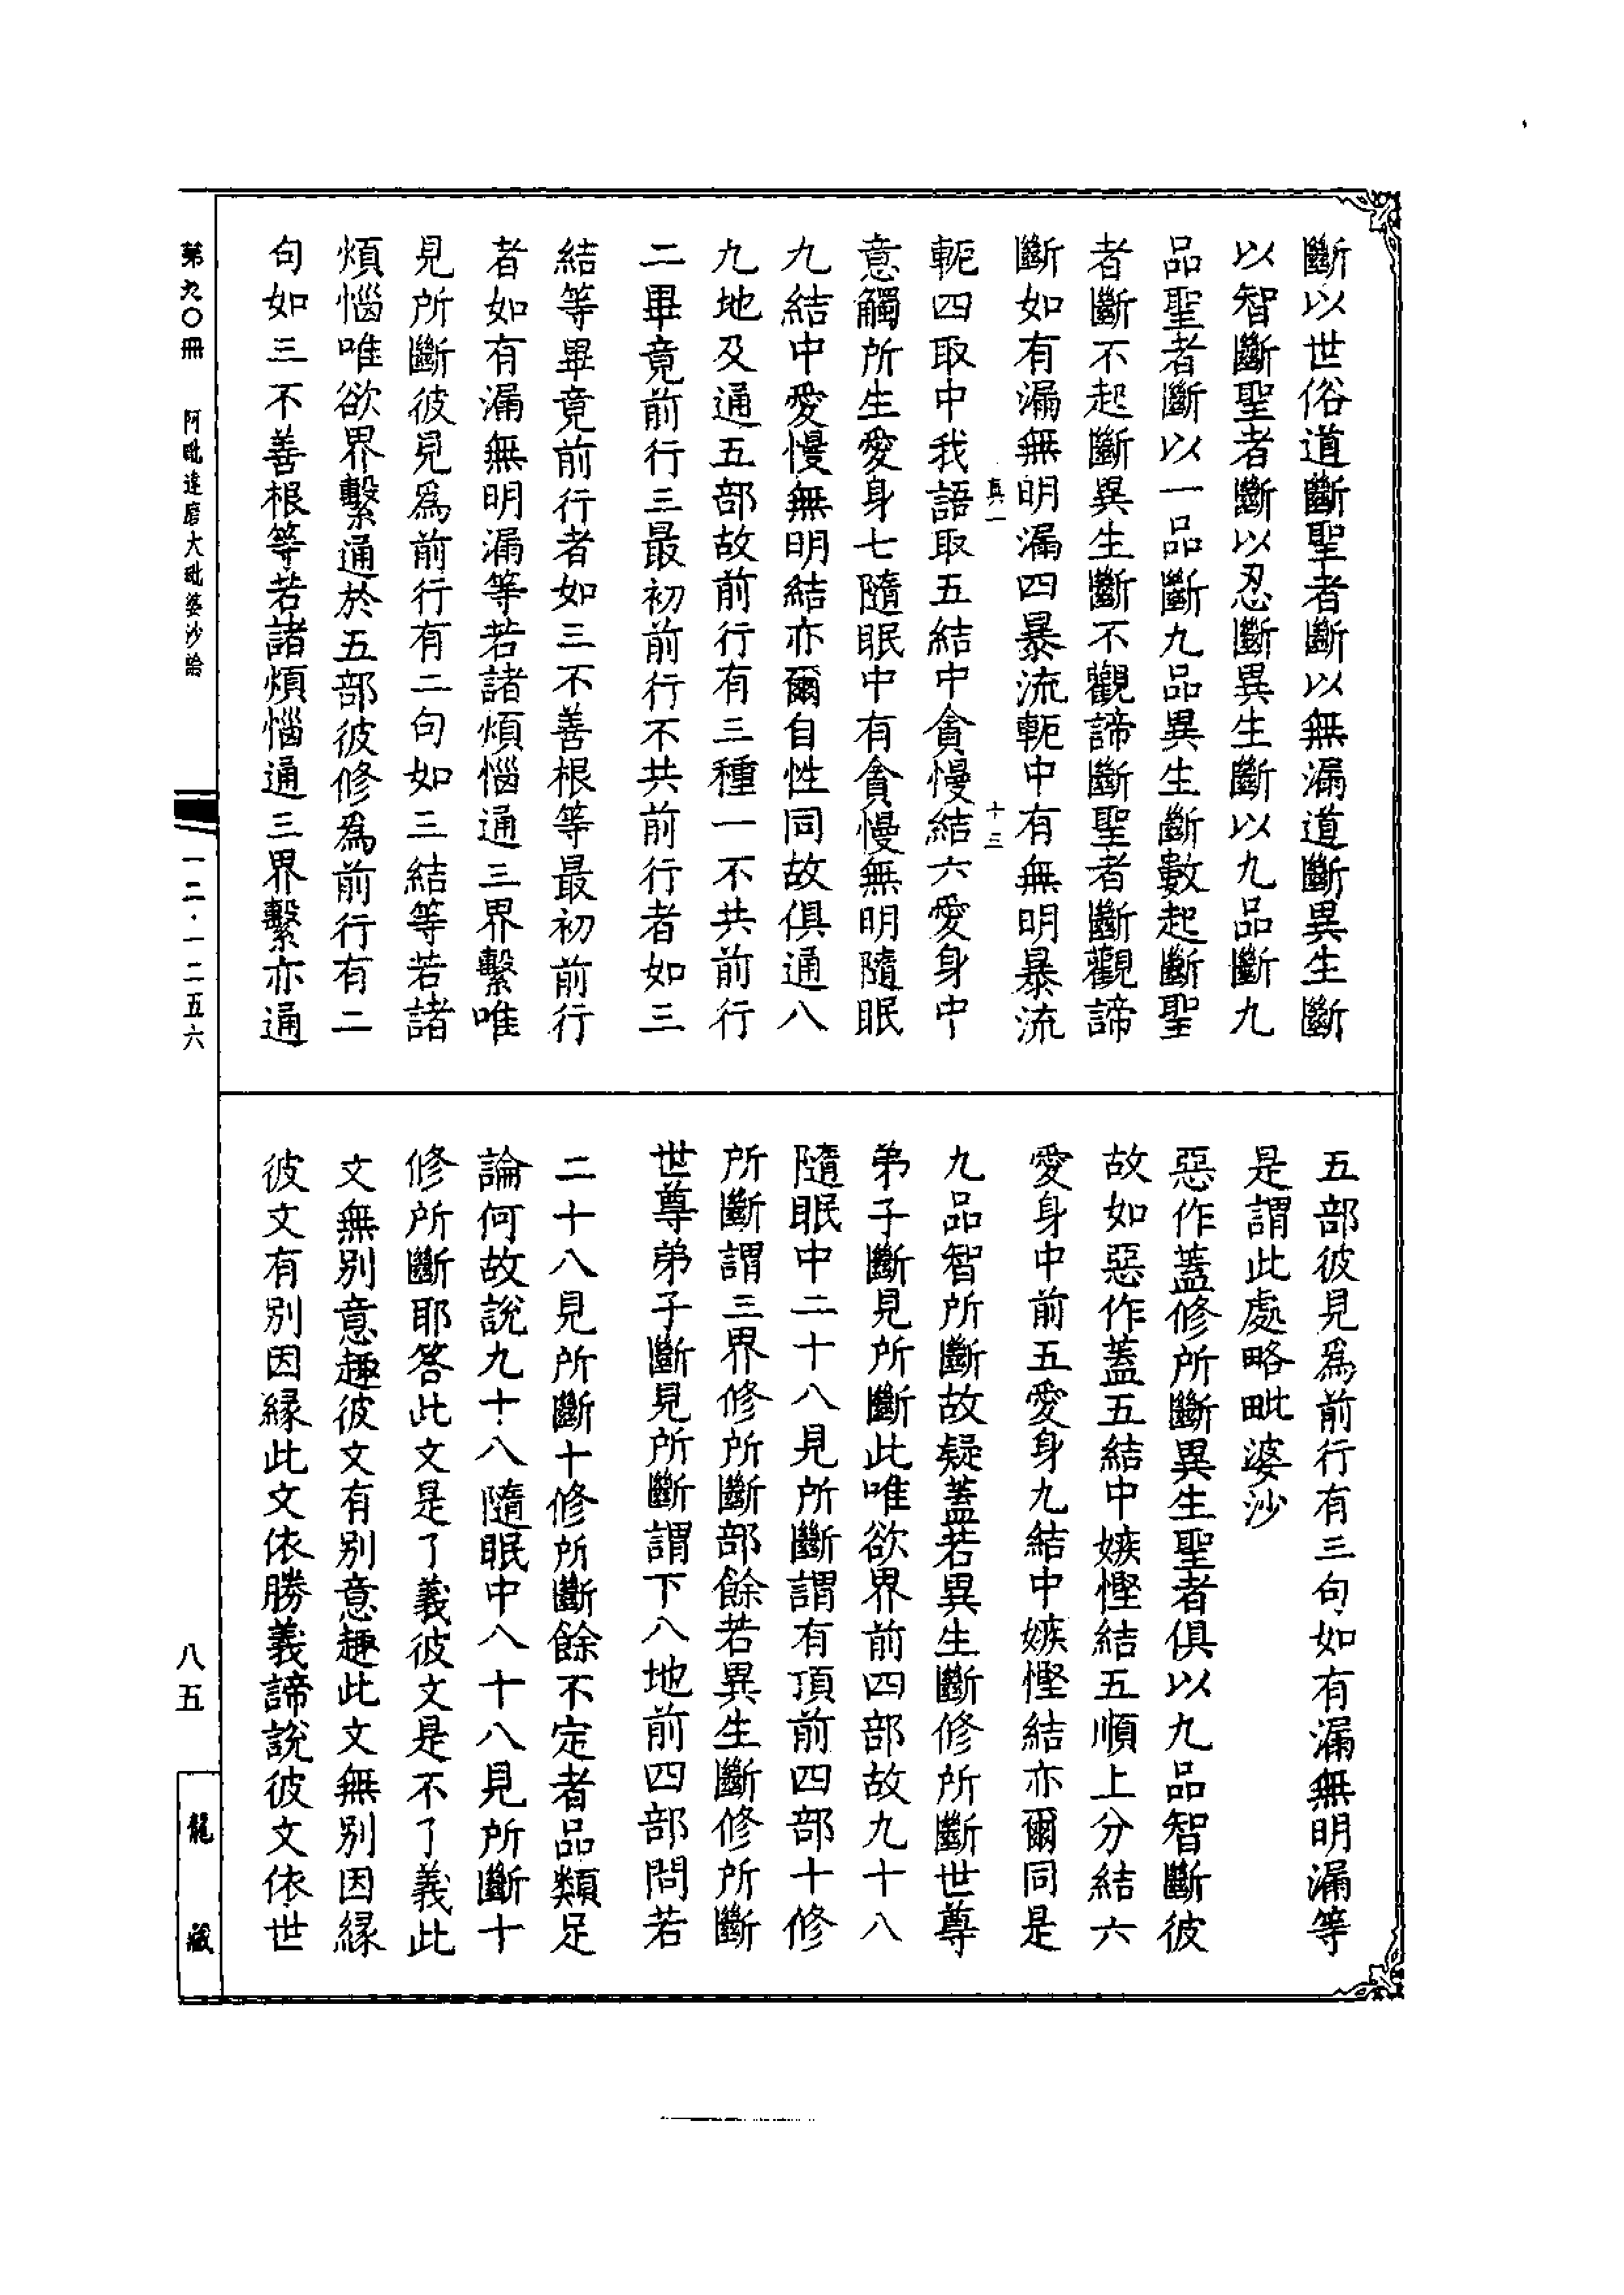 斷以世俗道斷聖者斷以無漏道斷異生斷
以智斷聖者斷以忍斷異生斷以九品斷九
品聖者斷以一品斷九品異生斷數起斷聖
者斷不起斷異生斷不觀諦斷聖者斷觀諦
斷如有漏無明漏四暴流軛中有無明暴流
真一
十三
軛四取中我語取五結中貪慢結六愛身中
意觸所生愛身七隨眠中有貪慢無明隨眠
九結中愛慢無明結亦爾自性同故俱通八
九地及通五部故前行有三種一不共前行
二畢竟前行三最初前行不共前行者如三
結等畢竟前行者如三不善根等最初前行
者如有漏無明漏等若諸煩惱通三界繫唯
見所斷彼見為前行有二句如三結等若諸
煩惱唯欲界繫通於五部彼修為前行有二
句如三不善根等若諸煩惱通三界繫亦通
五部彼見為前行有三句如有漏無明漏等
是謂此處略毗婆沙
惡作蓋修所斷異生聖者俱以九品智斷彼
故如惡作蓋五結中嫉慳結五順上分結六
愛身中前五愛身九結中嫉慳結亦爾同是
九品智所斷故疑蓋若異生斷修所斷世尊
弟子斷見所斷此唯欲界前四部故九十八
隨眠中二十八見所斷謂有頂前四部十修
所斷謂三界修所斷部餘若異生斷修所斷
世尊弟子斷見所斷謂下八地前四部問若
二十八見所斷十修所斷餘不定者品類足
論何故說九十八隨眠中八十八見所斷十
修所斷耶答此文是了義彼文是不了義此
文無別意趣彼文有別意趣此文無別因緣
彼文有別因緣此文依勝義諦說彼文依世
第九〇冊
阿毗達磨大毗婆沙論
一二·一二五六
八五
龍藏